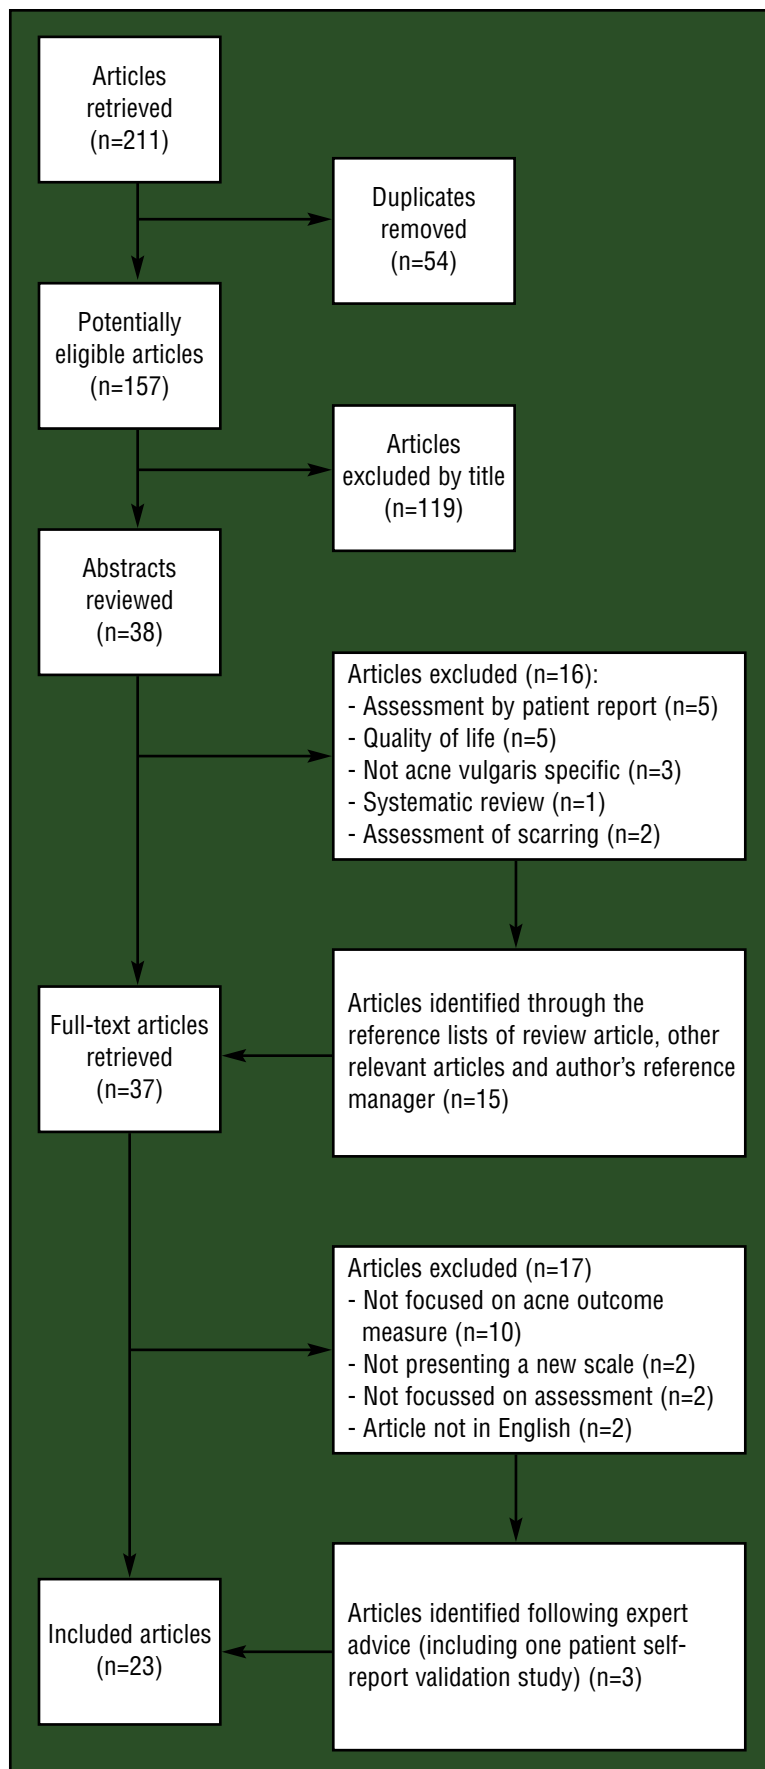 Articles
retrieved
(n=211)
Duplicates
removed
(n=54)
Potentially
eligible articles
(n=157)
Articles
excluded by title
(n=119)
Abstracts
reviewed
(n=38)
Articles excluded (n=16):
- Assessment by patient report (n=5)
- Quality of life (n=5)
- Not acne vulgaris specific (n=3)
- Systematic review (n=1)
- Assessment of scarring (n=2)
Articles identified through the
reference lists of review article, other
relevant articles and author’s reference
manager (n=15)
Full-text articles
retrieved
(n=37)
Articles excluded (n=17)
- Not focused on acne outcome
measure (n=10)
- Not presenting a new scale (n=2)
- Not focussed on assessment (n=2)
- Article not in English (n=2)
Articles identified following expert
advice (including one patient self-
report validation study) (n=3)
Included articles
(n=23)